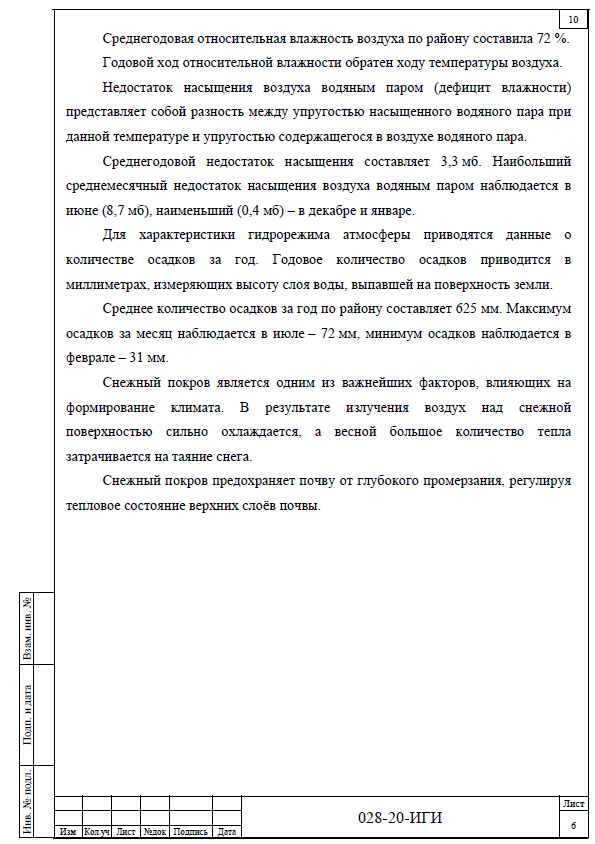 10
Среднегодовая относительная влажность воздуха по району составила 72 %.
Годовой ход относительной влажности обратен ходу температуры воздуха.
Недостаток насыщения воздуха водяным паром (дефицит влажности)
представляет собой разность между упругостью насыщенного водяного пара при
данной температуре и упругостью содержащегося в воздухе водяного пара.
Среднегодовой недостаток насыщения составляет 3,3 мб. Наибольший
среднемесячный недостаток насыщения воздуха водяным паром наблюдается в
июне (8,7 мб), наименьший (0,4 мб) – в декабре и январе.
Для характеристики гидрорежима атмосферы приводятся данные о
количестве осадков за год. Годовое количество осадков приводится в
миллиметрах, измеряющих высоту слоя воды, выпавшей на поверхность земли.
Среднее количество осадков за год по району составляет 625 мм. Максимум
осадков за месяц наблюдается в июле – 72 мм, минимум осадков наблюдается в
феврале – 31 мм.
Снежный покров является одним из важнейших факторов, влияющих на
формирование климата. В результате излучения воздух над снежной
поверхностью сильно охлаждается, а весной большое количество тепла
затрачивается на таяние снега.
Снежный покров предохраняет почву от глубокого промерзания, регулируя
тепловое состояние верхних слоёв почвы.
Взам. инв. №
Подп. и дата
Инв. № подл.
Изм Кол.уч Лист №док Подпись Дата
028-20-ИГИ
Лист
6